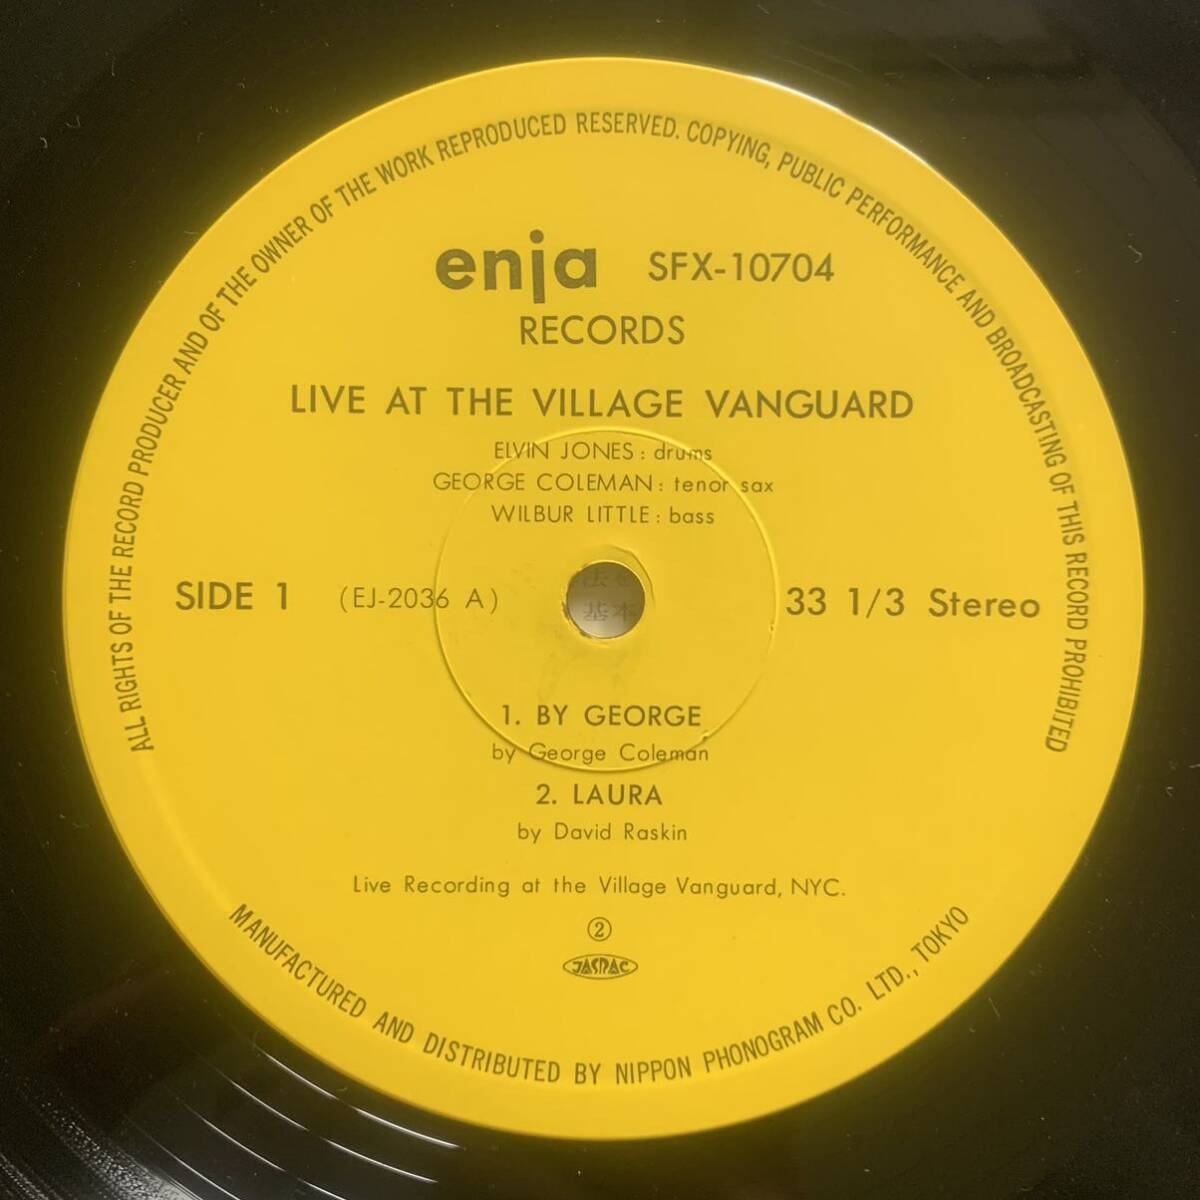 ALL RIGHTS OF THE RECORD PRODUCER AND OF THE OWNER OF THE WORK REPRODUCED RESERVED. COPYING, PUBLIC PERFORMANCE AND BROADCASTING OF THIS RECORD PROHIBITED
enja SFX-10704
RECORDS
LIVE AT THE VILLAGE VANGUARD
ELVIN JONES : drums
GEORGE COLEMAN : tenor sax
WILBUR LITTLE : bass
SIDE 1 (EJ-2036 A) 33 1/3 Stereo
基本
1. BY GEORGE
by George Coleman
2. LAURA
by David Raskin
Live Recording at the Village Vanguard, NYC.
②
JASRAC
MANUFACTURED AND DISTRIBUTED BY NIPPON PHONOGRAM CO. LTD., TOKYO